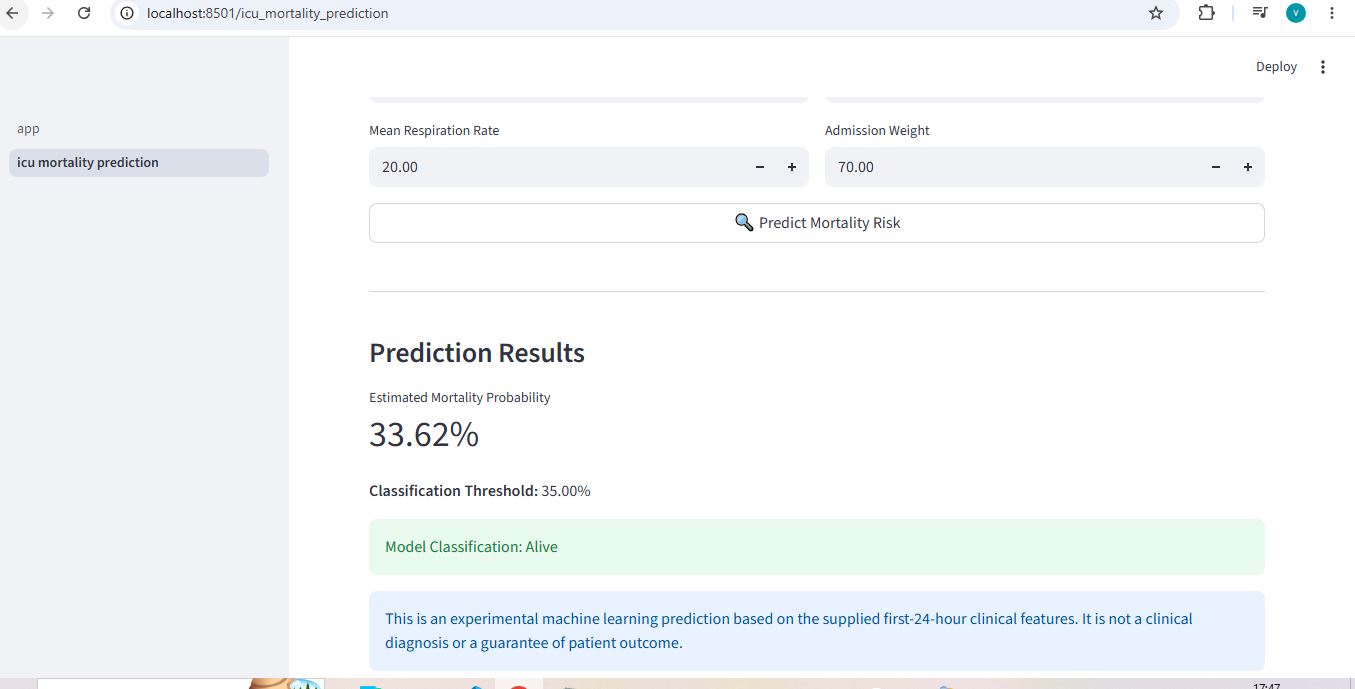 localhost:8501/icu_mortality_prediction
V
Deploy
app
icu mortality prediction
Mean Respiration Rate
Admission Weight
20.00
70.00
Predict Mortality Risk
Prediction Results
Estimated Mortality Probability
33.62%
Classification Threshold: 35.00%
Model Classification: Alive
This is an experimental machine learning prediction based on the supplied first-24-hour clinical features. It is not a clinical
diagnosis or a guarantee of patient outcome.
17:47